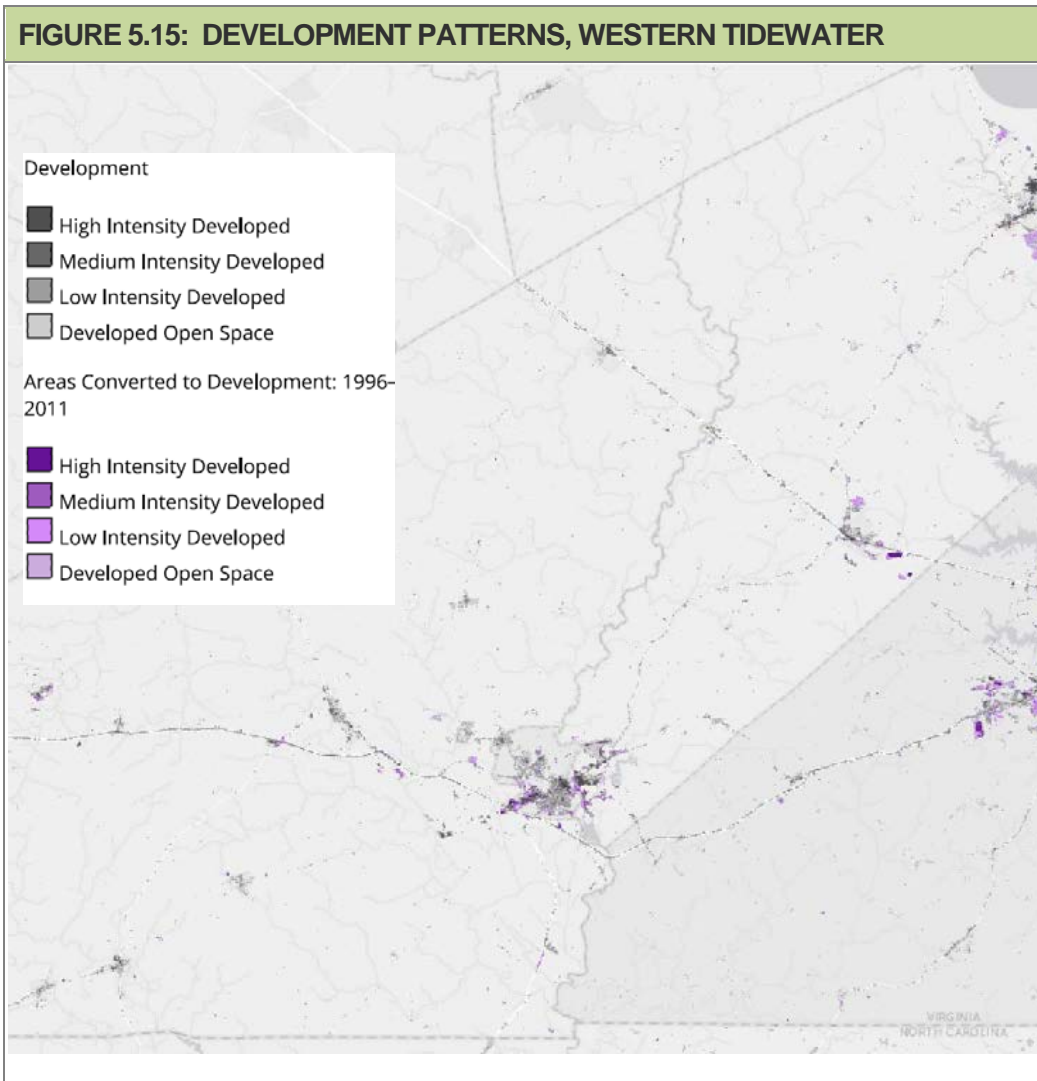 FIGURE 5.15: DEVELOPMENT PATTERNS, WESTERN TIDEWATER
Development
High Intensity Developed
Medium Intensity Developed
Low Intensity Developed
Developed Open Space
Areas Converted to Development: 1996–
2011
High Intensity Developed
Medium Intensity Developed
Low Intensity Developed
Developed Open Space
VIRGINIA
NORTH CAROLINA